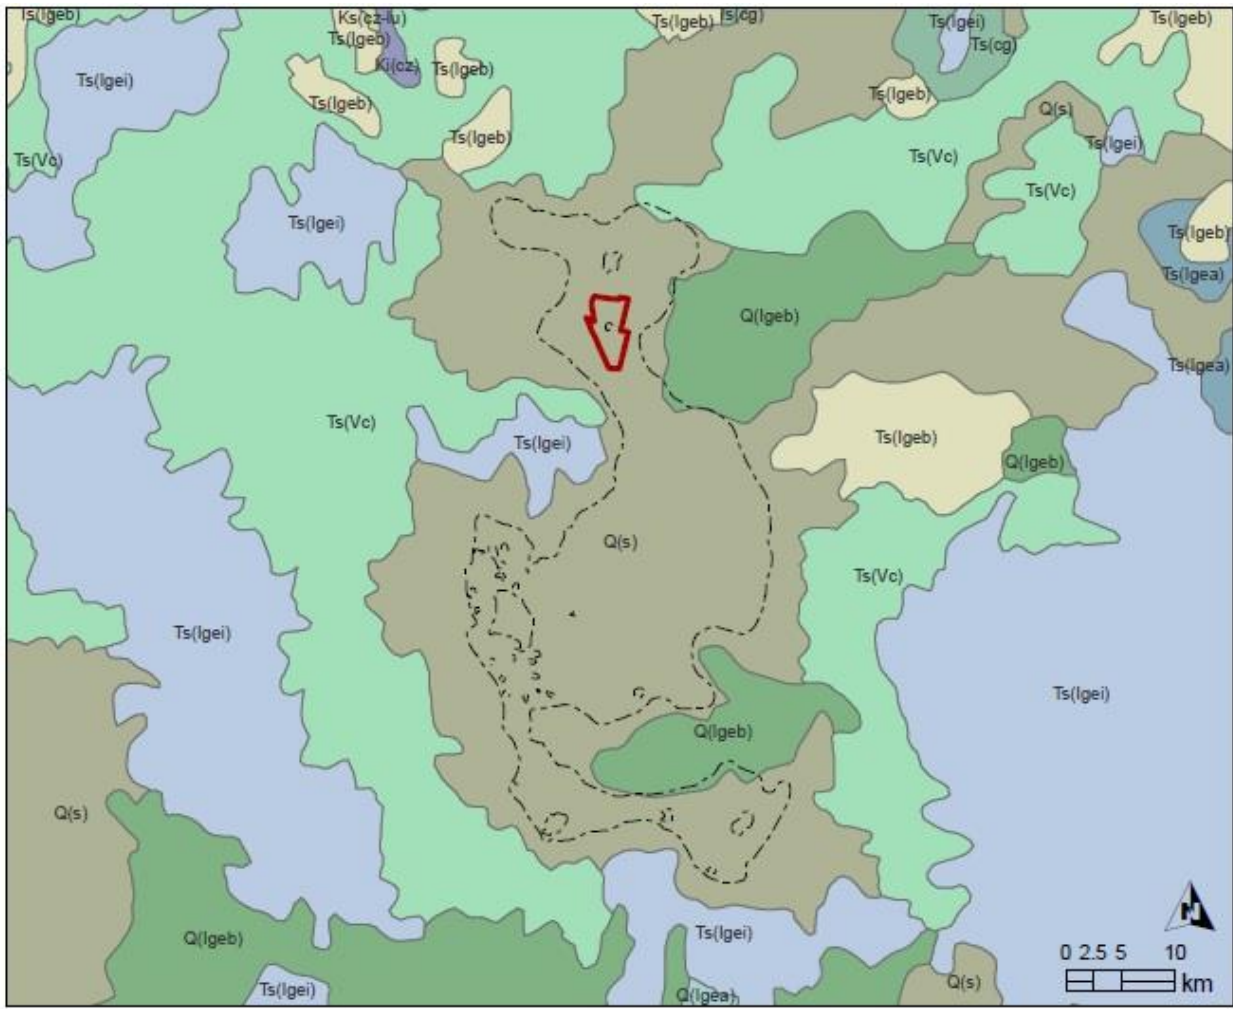 Ts(Igeb)
Ks(cz-lu)
Ts(Igeb)
Ts(cg)
Ts(Igei)
Ts(Igeb)
Ts(Igeb)
Ts(cg)
Ki(cz)
Ts(Igeb)
Ts(Igei)
Ts(Igeb)
Ts(Igeb)
Q(s)
Ts(Igeb)
Ts(Igei)
Ts(Vc)
Ts(Vc)
Ts(Vc)
Ts(Igei)
Ts(Igeb)
Ts(Igea)
Q(Igeb)
c
Ts(Igea)
Ts(Vc)
Ts(Igei)
Ts(Igeb)
Q(Igeb)
Q(s)
Ts(Vc)
Ts(Igei)
Ts(Igei)
Q(Igeb)
Q(s)
N
Q(Igeb)
Ts(Igei)
0 2.5 5 10
km
Ts(Igei)
Q(Igea)
Q(s)